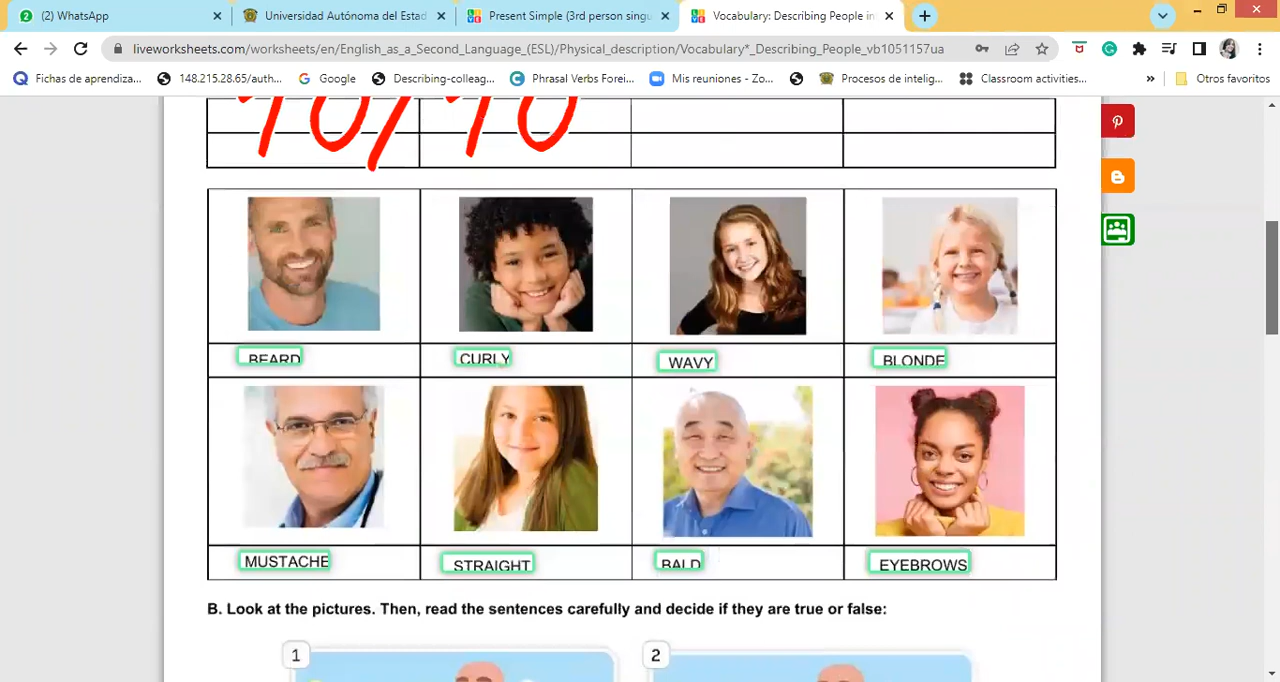 (2) WhatsApp
Universidad Autónoma del Estad
Present Simple (3rd person singu
Vocabulary: Describing People in
liveworksheets.com/worksheets/en/English_as_a_Second_Language_(ESL)/Physical_description/Vocabulary*_Describing_People_vb1051157ua
Fichas de aprendiza...
148.215.28.65/auth...
Google
Describing-colleag...
Phrasal Verbs Forei...
Mis reuniones - Zo...
Procesos de intelig...
Classroom activities...
»
Otros favoritos
10/10
BEARD
CURLY
WAVY
BLONDE
MUSTACHE
STRAIGHT
BALD
EYEBROWS
B. Look at the pictures. Then, read the sentences carefully and decide if they are true or false:
1
2